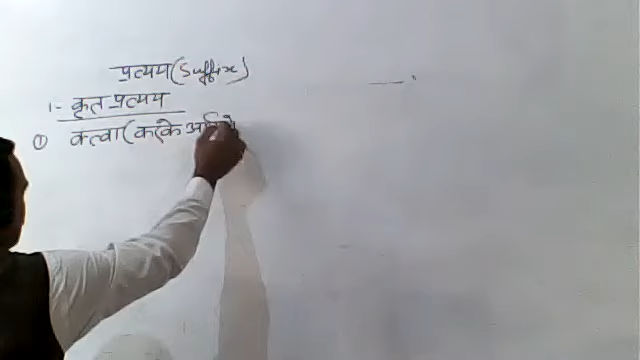 प्रत्यय (Suffix)
1- कृत प्रत्यय
① क्त्वा (करके अर्थ में